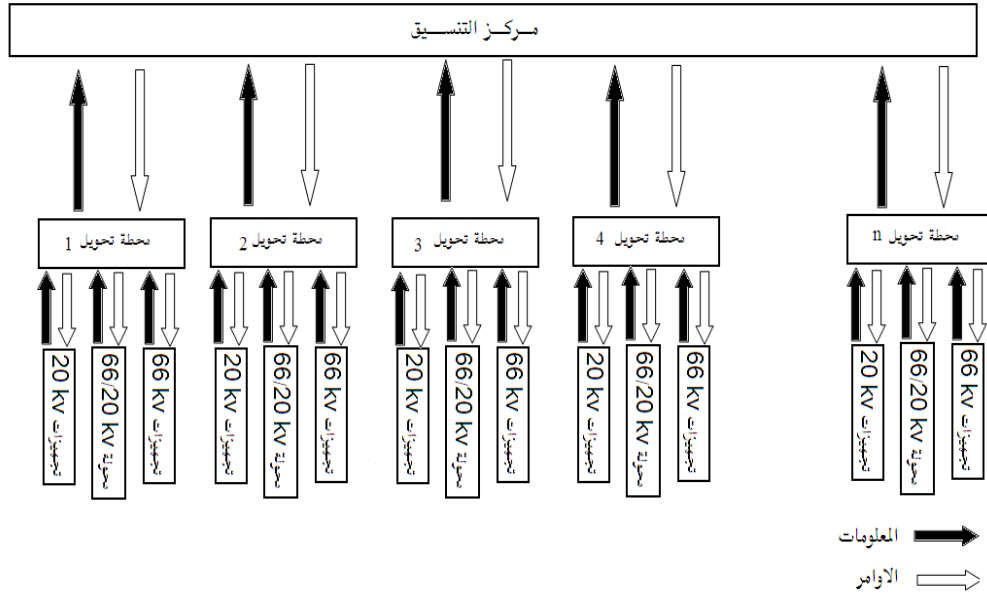 مـركـز التنســـيق
محطة تحويل 1
محطة تحويل 2
محطة تحويل 3
محطة تحويل 4
محطة تحويل n
تجهيزات 20 kv
محولة 66/20 kv
تجهيزات 66 kv
تجهيزات 20 kv
محولة 66/20 kv
تجهيزات 66 kv
تجهيزات 20 kv
محولة 66/20 kv
تجهيزات 66 kv
تجهيزات 20 kv
محولة 66/20 kv
تجهيزات 66 kv
تجهيزات 20 kv
محولة 66/20 kv
تجهيزات 66 kv
المعلومات
الاوامر